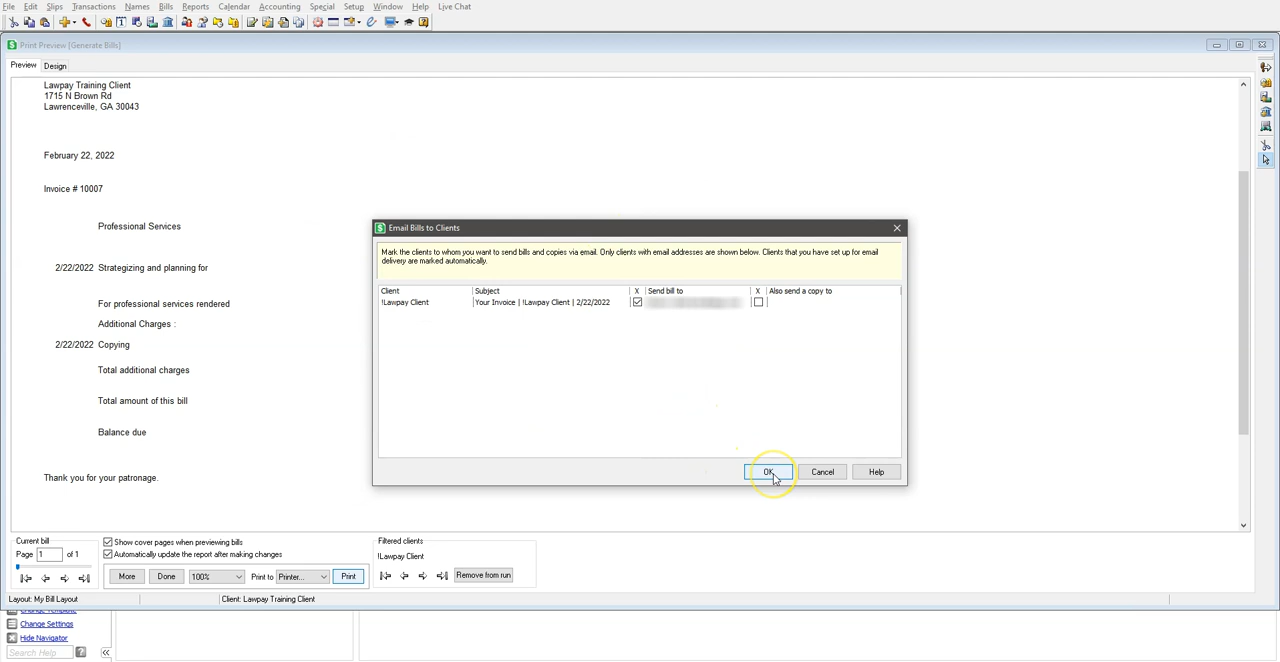 File Edit Slips Transactions Names Bills Reports Calendar Accounting Special Setup Window Help Live Chat
Print Preview [Generate Bills]
Preview Design
Lawpay Training Client
1715 N Brown Rd
Lawrenceville, GA 30043
February 22, 2022
Invoice # 10007
Professional Services
2/22/2022 Strategizing and planning for
For professional services rendered
Additional Charges :
2/22/2022 Copying
Total additional charges
Total amount of this bill
Balance due
Thank you for your patronage.
Email Bills to Clients
Mark the clients to whom you want to send bills and copies via email. Only clients with email addresses are shown below. Clients that you have set up for email
delivery are marked automatically.
Client Subject X Send bill to X Also send a copy to
!Lawpay Client Your Invoice | !Lawpay Client | 2/22/2022
OK Cancel Help
Current bill
Page 1 of 1
Show cover pages when previewing bills
Automatically update the report after making changes
More Done 100% Print to Printer... Print
Filtered clients
!Lawpay Client
Remove from run
Layout: My Bill Layout Client: Lawpay Training Client
Change Template
Change Settings
Hide Navigator
Search Help